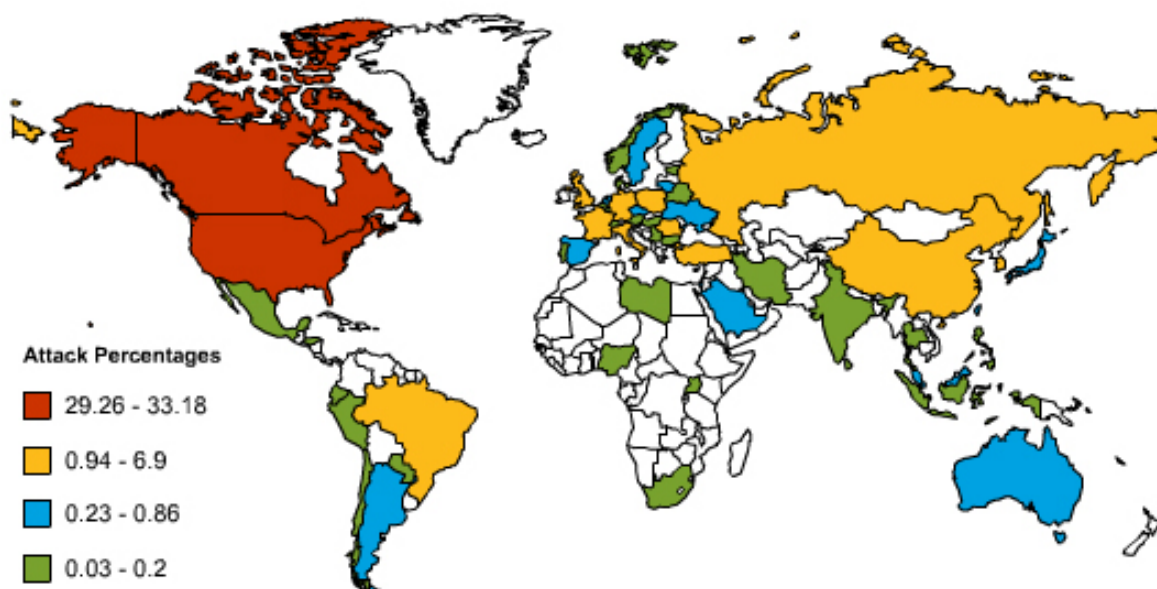 Attack Percentages
29.26 - 33.18
0.94 - 6.9
0.23 - 0.86
0.03 - 0.2